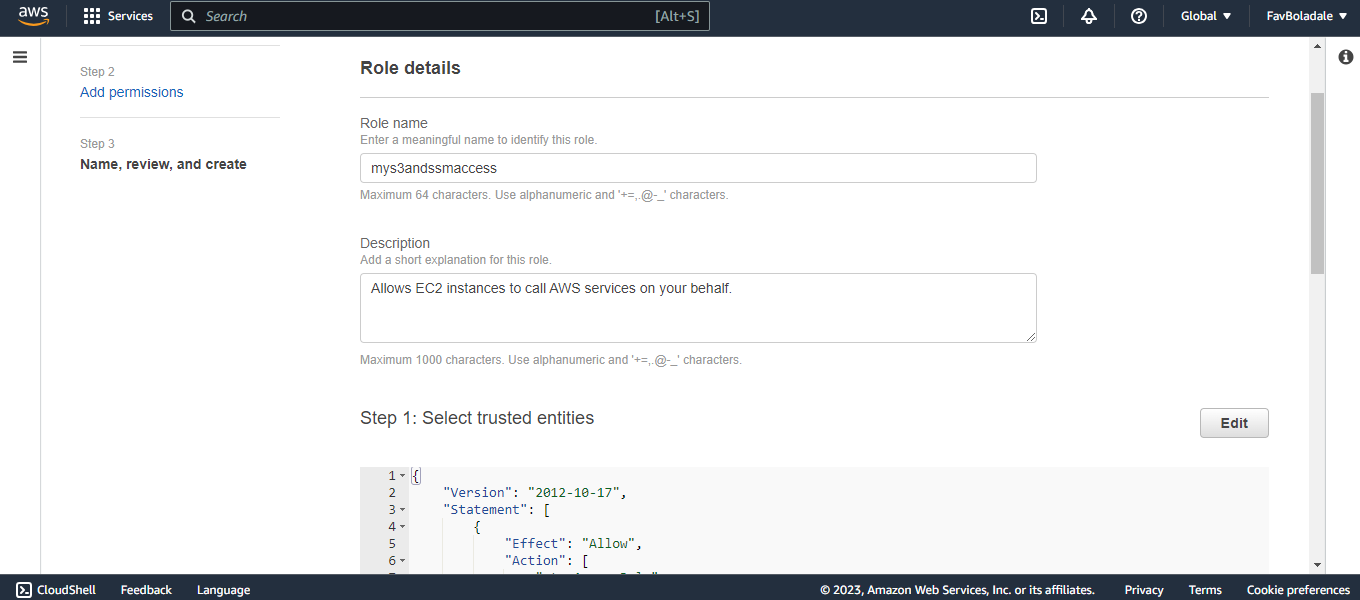 aws
Services
Search
[Alt+S]
Global
FavBoladale
Step 2
Add permissions
Step 3
Name, review, and create
Role details
Role name
Enter a meaningful name to identify this role.
mys3andssmaccess
Maximum 64 characters. Use alphanumeric and '+=,.@-_' characters.
Description
Add a short explanation for this role.
Allows EC2 instances to call AWS services on your behalf.
Maximum 1000 characters. Use alphanumeric and '+=,.@-_' characters.
Step 1: Select trusted entities
Edit
1 {
2 "Version": "2012-10-17",
3 "Statement": [
4 {
5 "Effect": "Allow",
6 "Action": [
CloudShell
Feedback
Language
© 2023, Amazon Web Services, Inc. or its affiliates.
Privacy
Terms
Cookie preferences